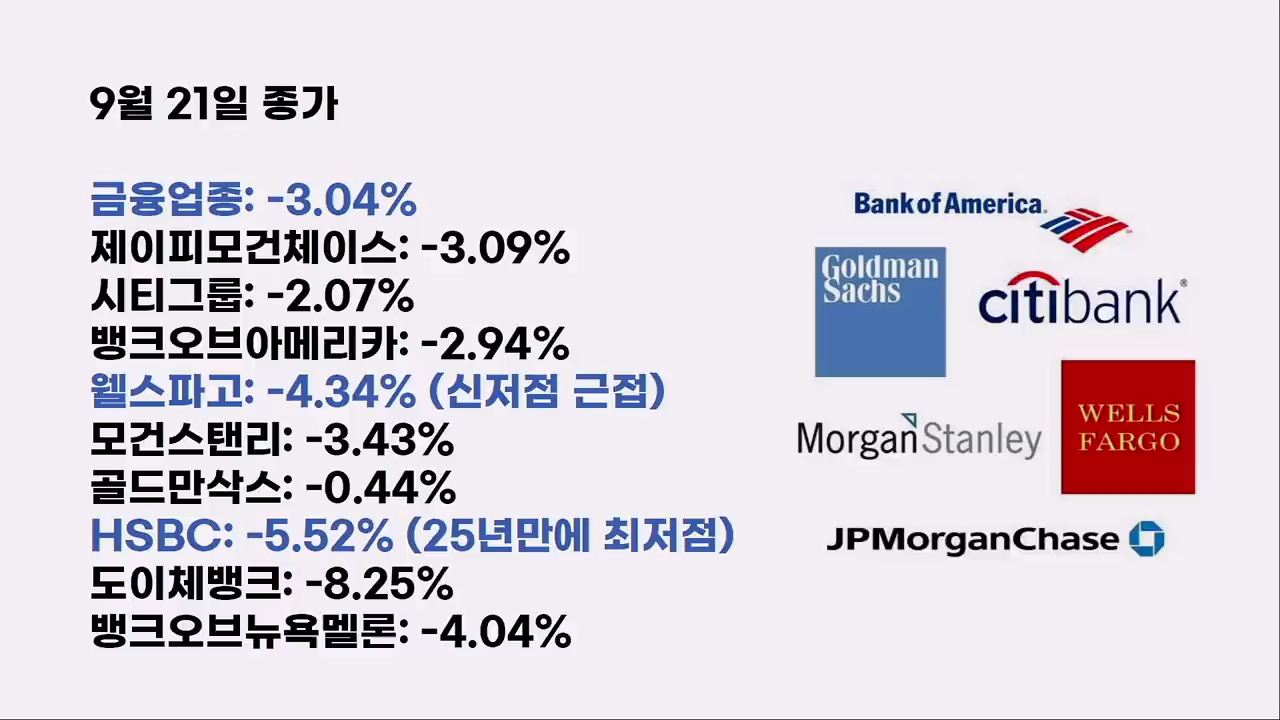 9월 21일 종가
금융업종: -3.04%
제이피모건체이스: -3.09%
시티그룹: -2.07%
뱅크오브아메리카: -2.94%
웰스파고: -4.34% (신저점 근접)
모건스탠리: -3.43%
골드만삭스: -0.44%
HSBC: -5.52% (25년만에 최저점)
도이체뱅크: -8.25%
뱅크오브뉴욕멜론: -4.04%
Bank of America
Goldman
Sachs
citibank
Morgan Stanley
WELLS
FARGO
JPMorganChase